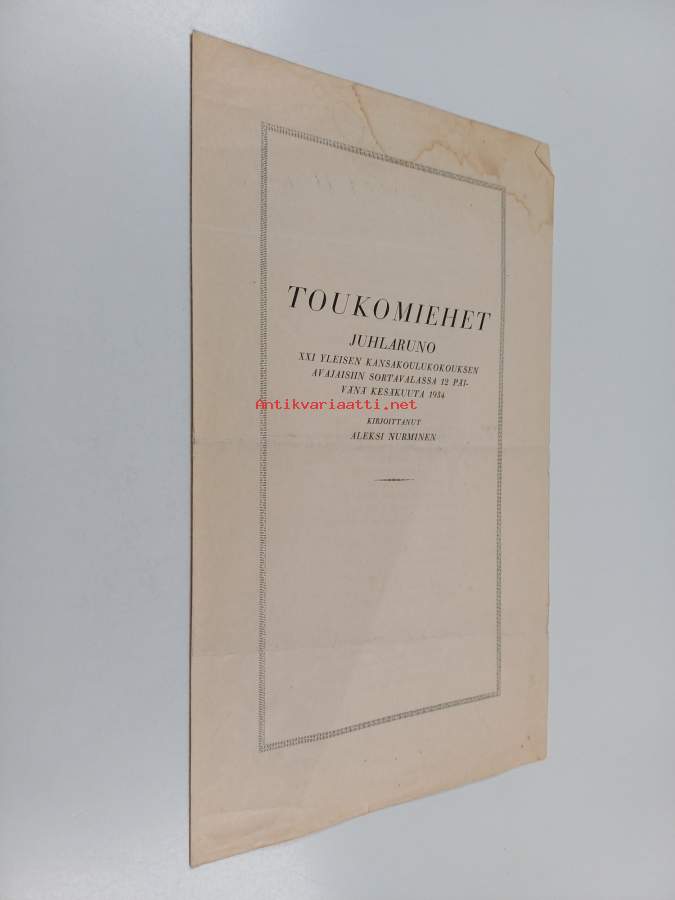 TOUKOMIEHET
JUHLARUNO
XXI YLEISEN KANSAKOULUKOKOUKSEN
AVAJAISIIN SORTAVALASSA 12 PÄI-
VÄNÄ KESÄKUUTA 1934
Antikvariaatti.net
KIRJOITTANUT
ALEKSI NURMINEN